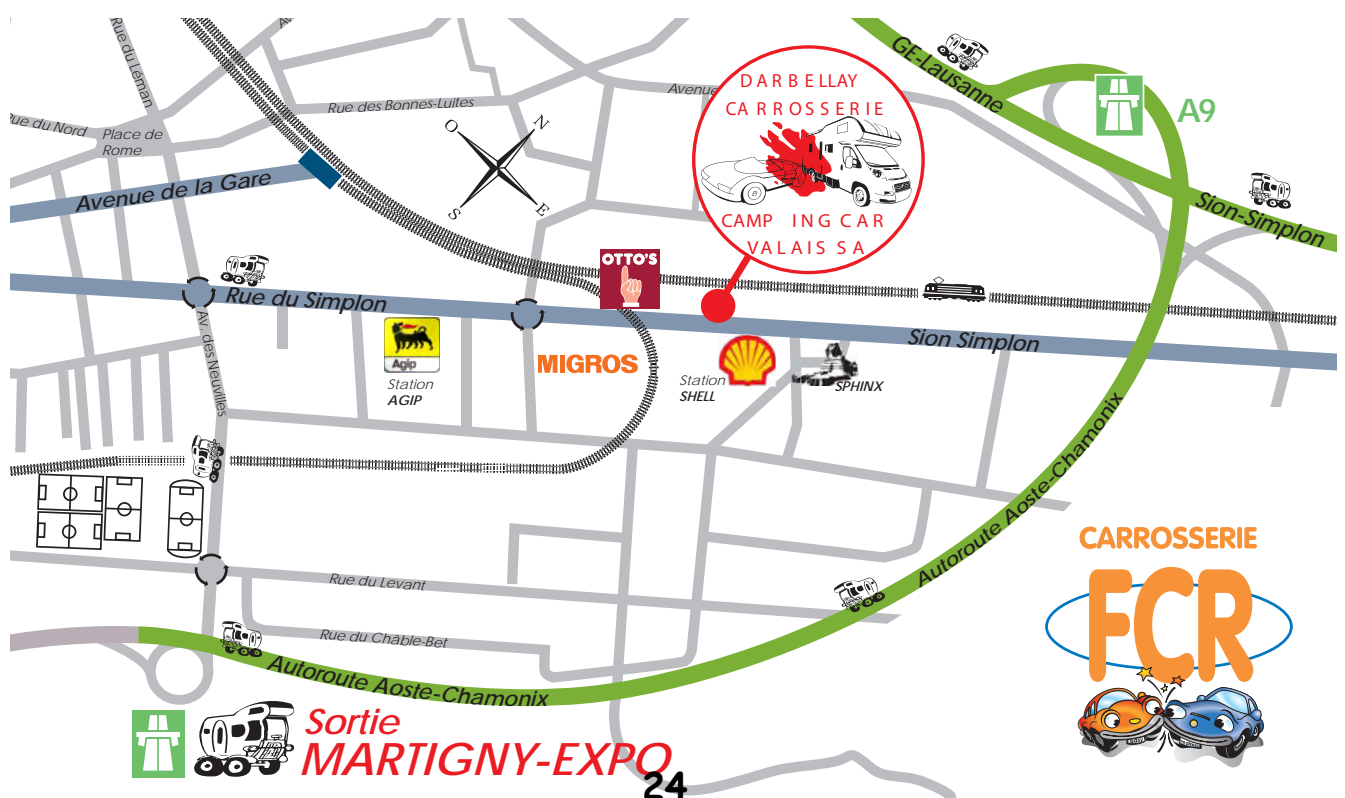 Rue du Léman
Rue des Bonnes-Luites
Avenue
Rue du Nord
Place de
Rome
Avenue de la Gare
O
N
S
E
DARBELLAY
CARROSSERIE
CAMP ING CAR
VALAIS SA
GE-Lausanne
A9
Sion-Simplon
OTTO'S
Rue du Simplon
Sion Simplon
Av. des Neuvilles
Agip
Station
AGIP
MIGROS
Station
SHELL
SPHINX
Autoroute Aoste-Chamonix
Rue du Levant
Rue du Châble-Bet
Autoroute Aoste-Chamonix
CARROSSERIE
FCR
Sortie
MARTIGNY-EXPO
24